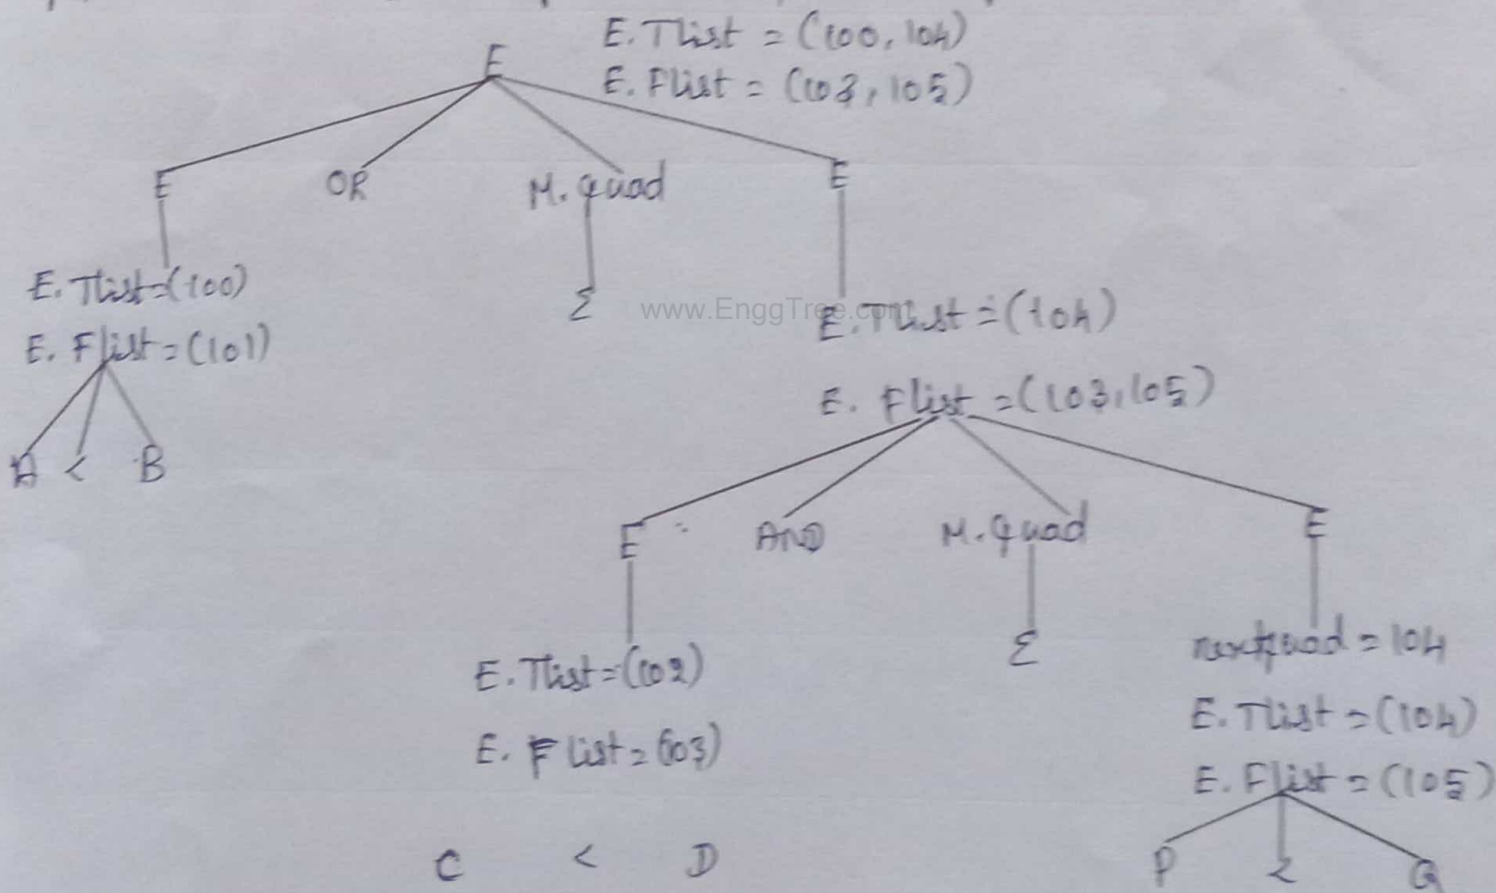 E. Tlist = (100, 104)
E
E. Flist = (103, 105)
E OR M.quad E
E. Tlist=(100)
Σ www.EnggTree.com
E. Tlist = (104)
E. Flist = (101)
E. Flist = (103, 105)
A < B
E AND M.quad E
Σ nextquad = 104
E. Tlist = (102)
E. Tlist = (104)
E. Flist = (103)
E. Flist = (105)
C < D P < Q